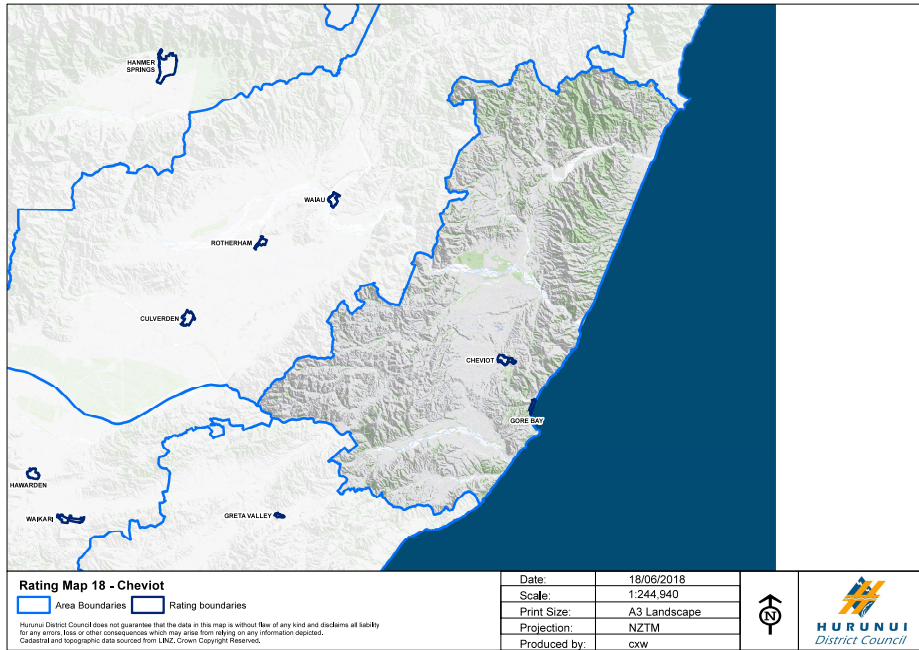 HANMER
SPRINGS
WAIAU
ROTHERHAM
CULVERDEN
CHEVIOT
GORE BAY
HAWARDEN
WAIKARI
GRETA VALLEY
Rating Map 18 - Cheviot
Area Boundaries Rating boundaries
Hurunui District Council does not guarantee that the data in this map is without flaw of any kind and disclaims all liability
for any errors, loss or other consequences which may arise from relying on any information depicted.
Cadastral and topographic data sourced from LINZ, Crown Copyright Reserved.
Date: 18/06/2018
Scale: 1:244,940
Print Size: A3 Landscape
Projection: NZTM
Produced by: cxw
N
HURUNUI
District Council